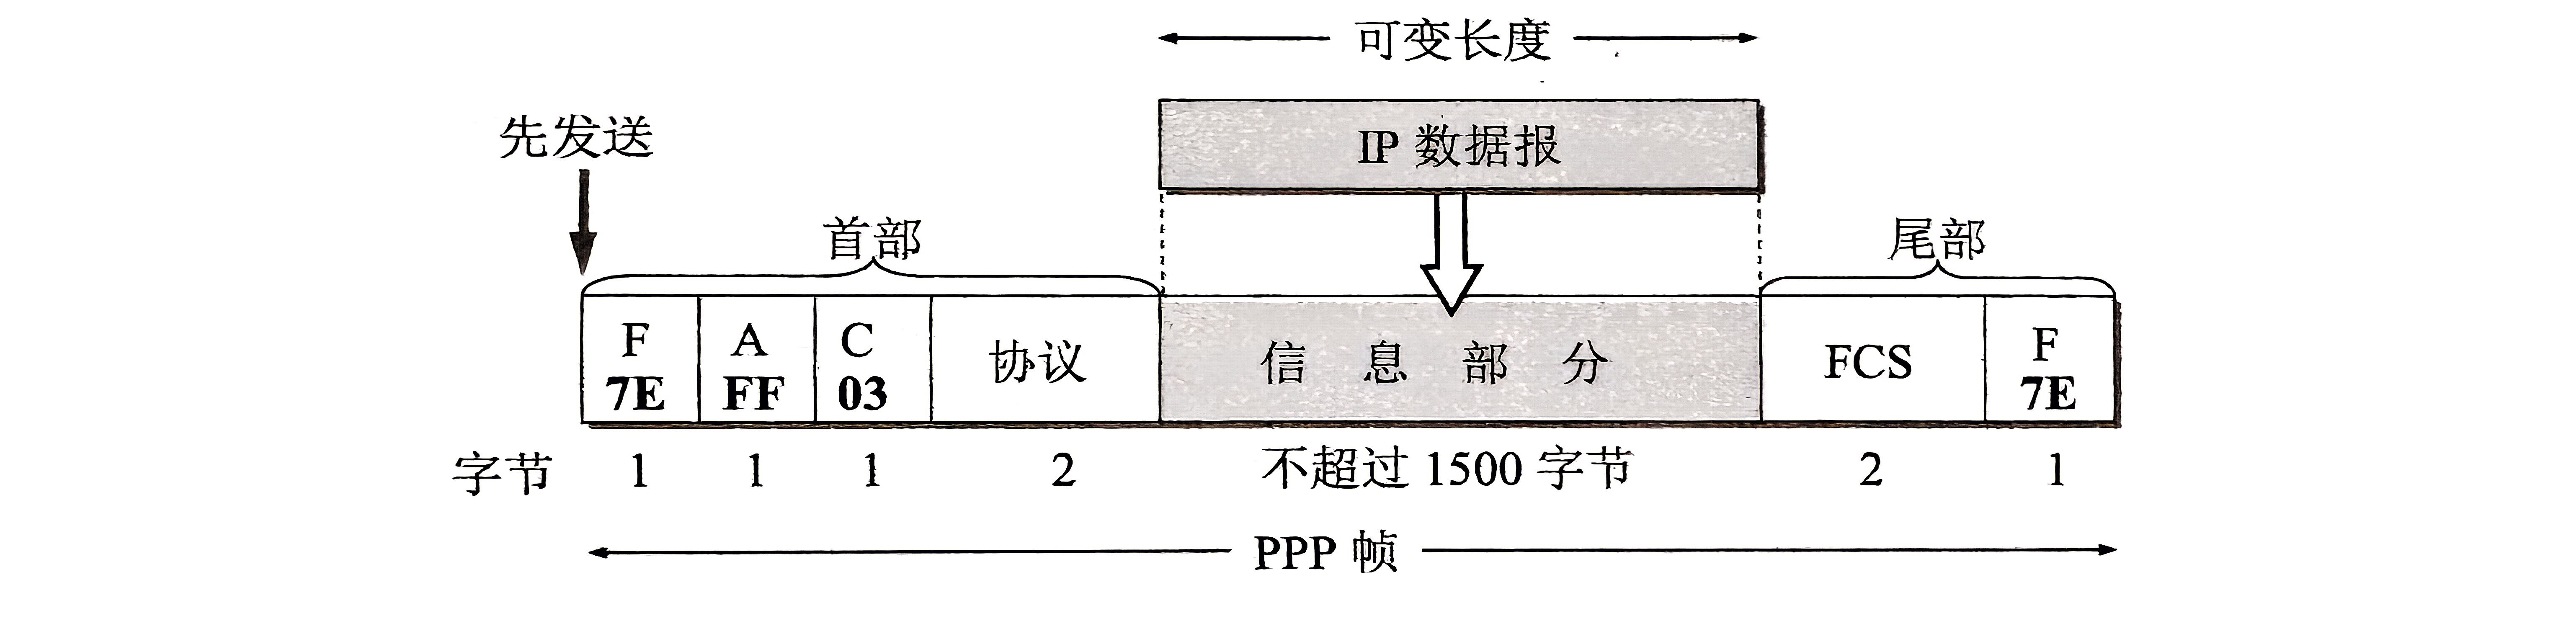 可变长度
先发送
IP 数据报
首部
尾部
F A C F
协议 信息部分 FCS
7E FF 03 7E
字节 1 1 1 2 不超过 1500 字节 2 1
PPP 帧